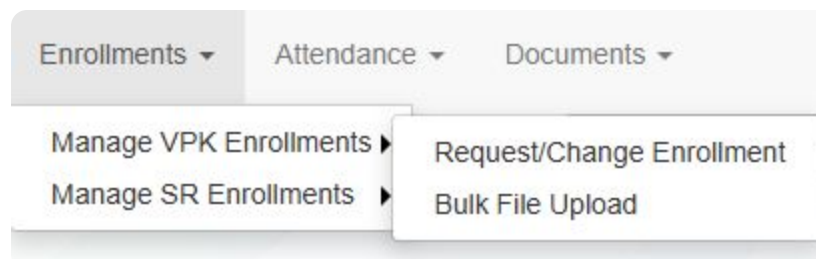 Enrollments Attendance Documents
Manage VPK Enrollments
Manage SR Enrollments
Request/Change Enrollment
Bulk File Upload